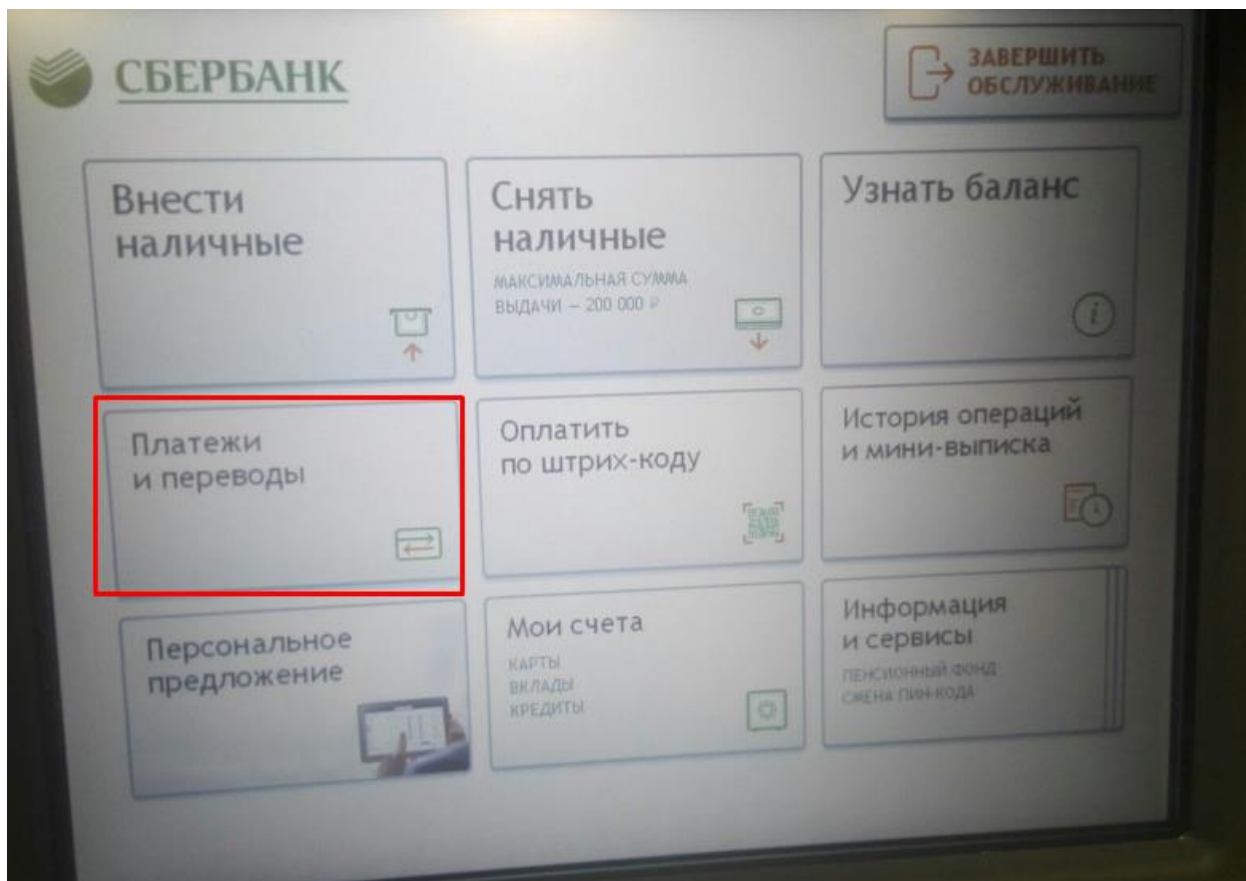 СБЕРБАНК
ЗАВЕРШИТЬ
ОБСЛУЖИВАНИЕ
Внести
наличные
Снять
наличные
МАКСИМАЛЬНАЯ СУММА
ВЫДАЧИ – 200 000 ₽
Узнать баланс
Платежи
и переводы
Оплатить
по штрих-коду
История операций
и мини-выписка
Персональное
предложение
Мои счета
КАРТЫ
ВКЛАДЫ
КРЕДИТЫ
Информация
и сервисы
ПЕНСИОННЫЙ ФОНД
СМЕНА ПИН-КОДА